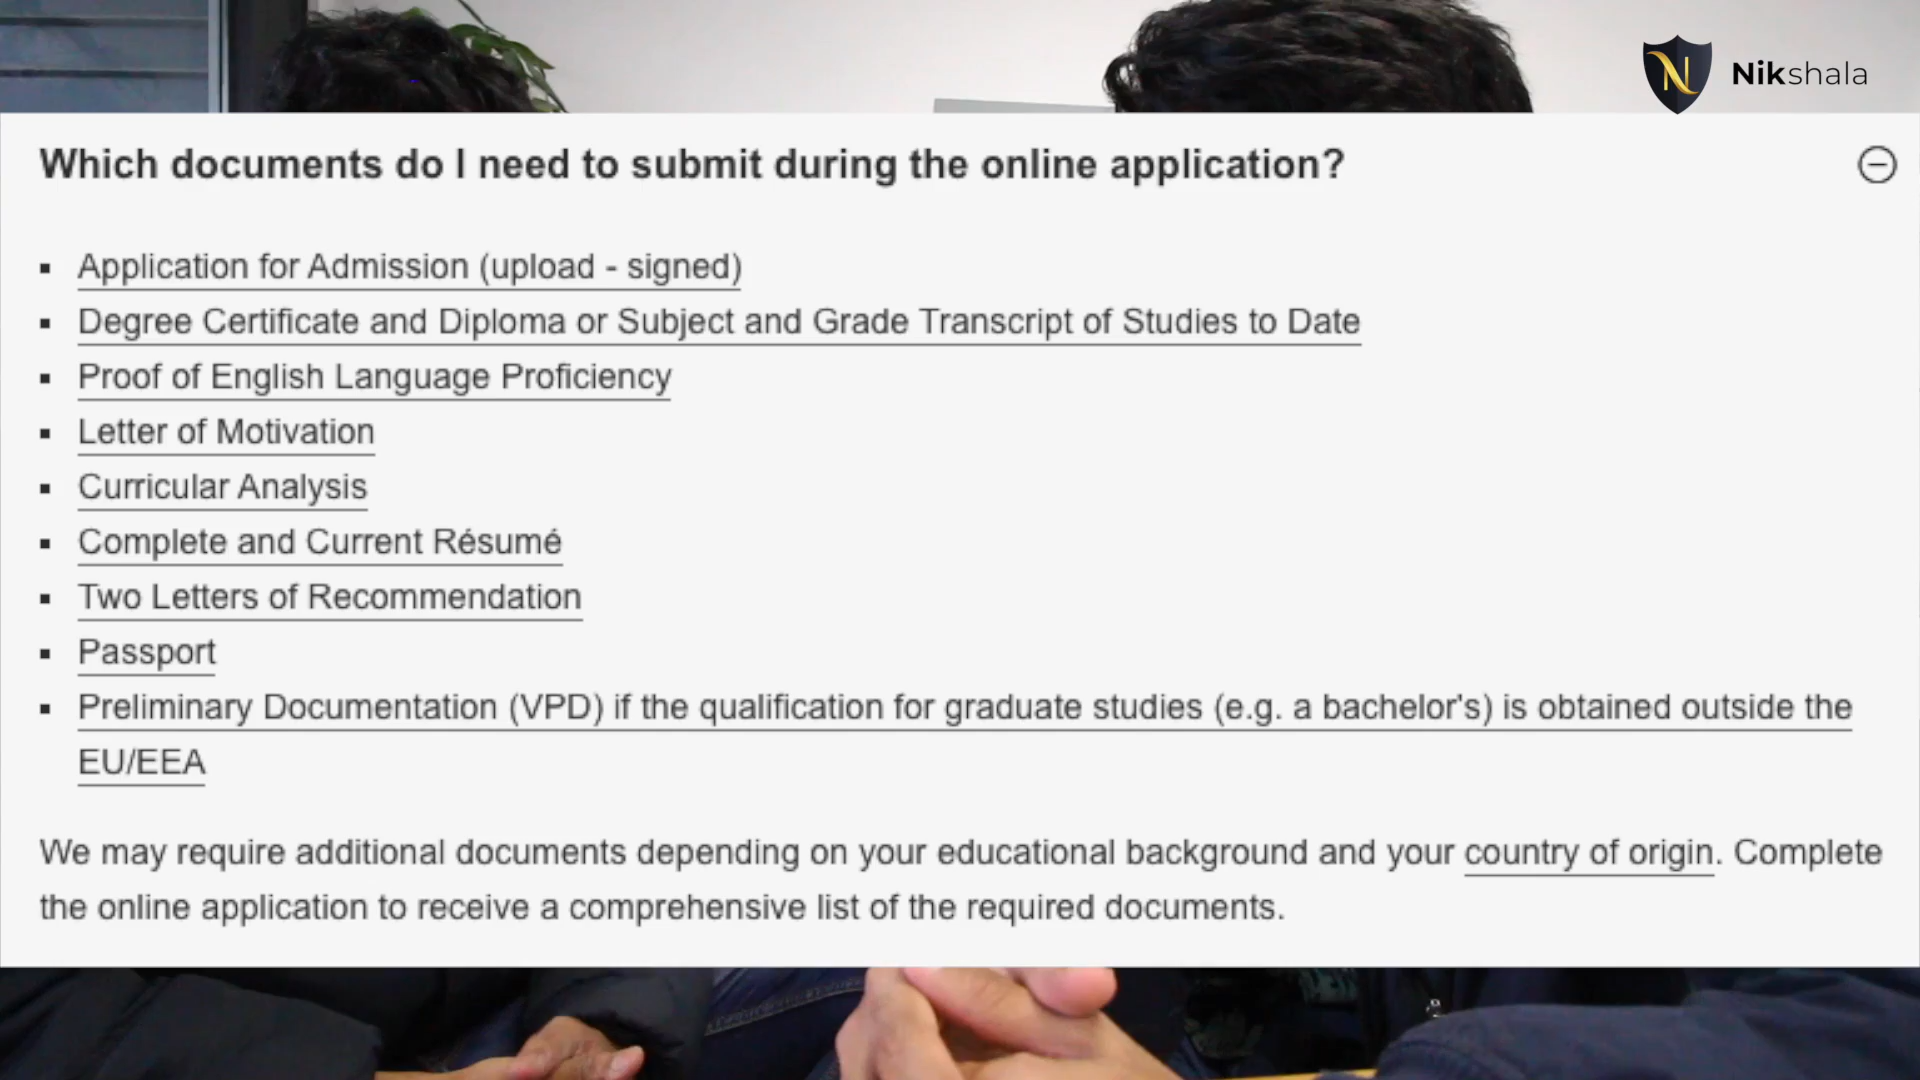 Nikshala
Which documents do I need to submit during the online application?
Application for Admission (upload - signed)
Degree Certificate and Diploma or Subject and Grade Transcript of Studies to Date
Proof of English Language Proficiency
Letter of Motivation
Curricular Analysis
Complete and Current Résumé
Two Letters of Recommendation
Passport
Preliminary Documentation (VPD) if the qualification for graduate studies (e.g. a bachelor's) is obtained outside the
EU/EEA
We may require additional documents depending on your educational background and your country of origin. Complete
the online application to receive a comprehensive list of the required documents.